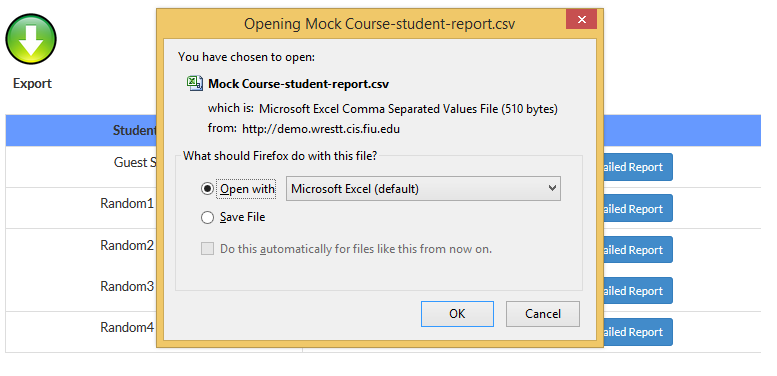 Opening Mock Course-student-report.csv
You have chosen to open:
Mock Course-student-report.csv
which is: Microsoft Excel Comma Separated Values File (510 bytes)
from: http://demo.wrestt.cis.fiu.edu
What should Firefox do with this file?
Open with Microsoft Excel (default)
Save File
Do this automatically for files like this from now on.
OK Cancel
Export
Student
Guest S ailed Report
Random1 ailed Report
Random2 ailed Report
Random3 ailed Report
Random4 ailed Report